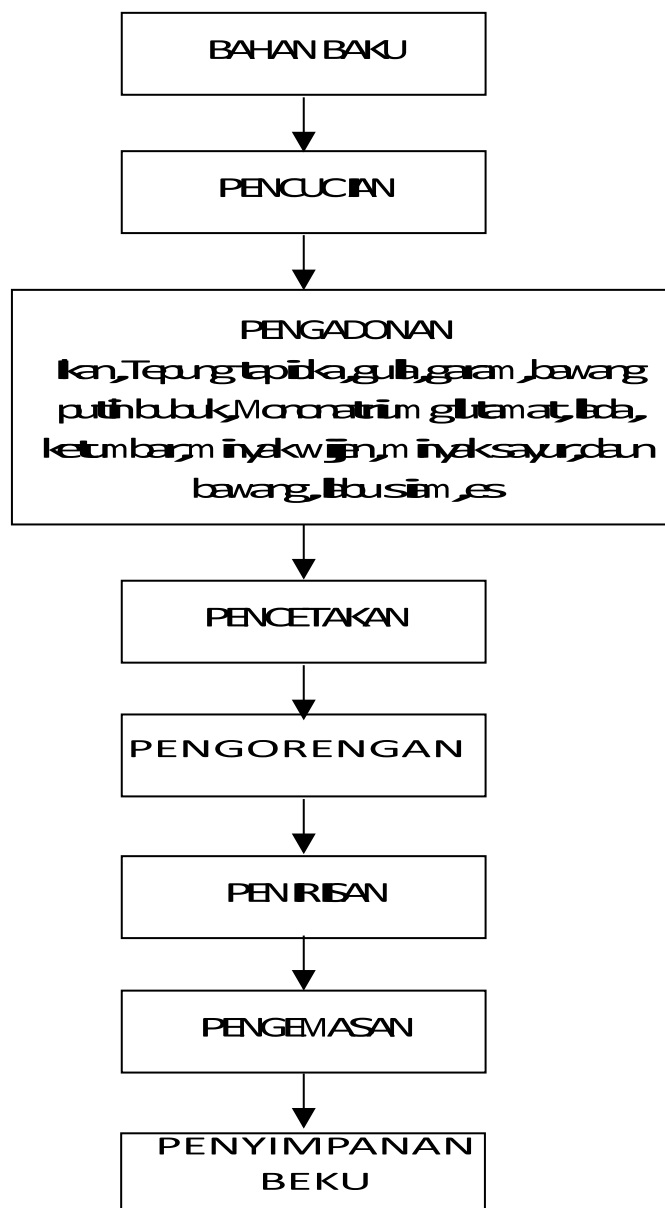 BAHAN BAKU
PENCUCIAN
PENGADONAN
Ikan, Tepung tapioka, gula, garam, bawang
putih bubuk, Mononatrium glutamat, lada,
ketumbar, minyak wijen, minyak sayur, daun
bawang, labu siam, es
PENCETAKAN
PENGORENGAN
PENIRISAN
PENGEMASAN
PENYIMPANAN
BEKU